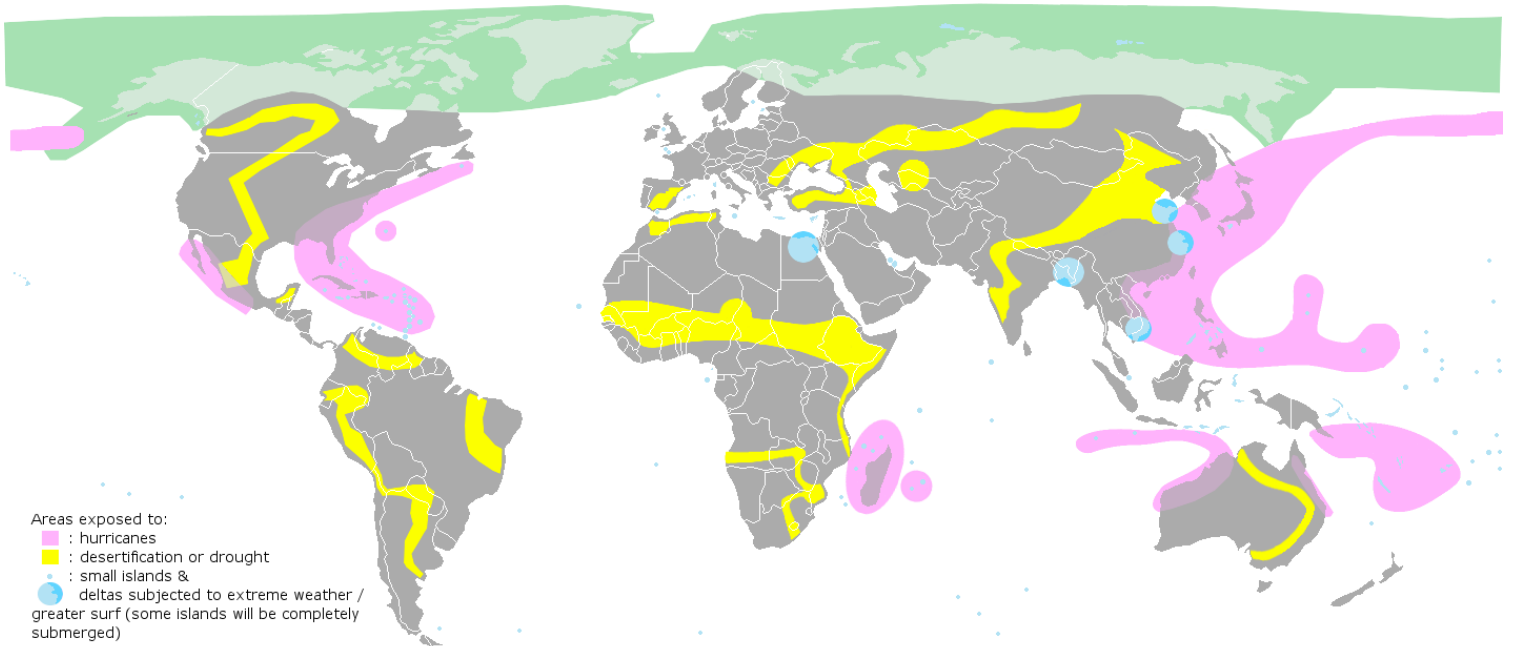 Areas exposed to:
: hurricanes
: desertification or drought
: small islands &
deltas subjected to extreme weather /
greater surf (some islands will be completely
submerged)